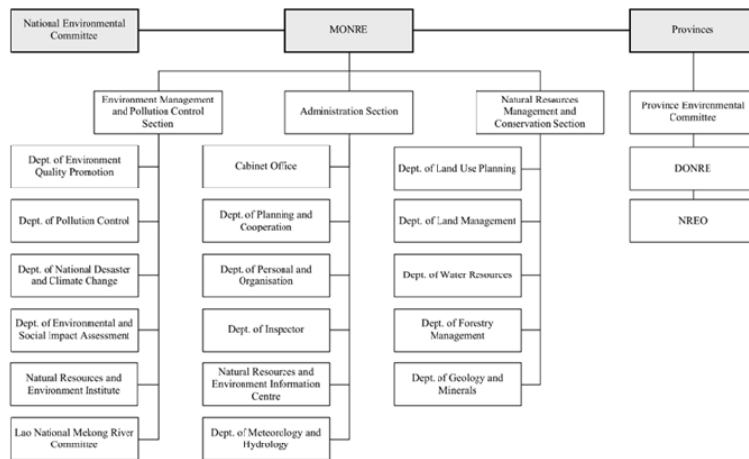 National Environmental
Committee
MONRE
Provinces
Environment Management
and Pollution Control
Section
Administration Section
Natural Resources
Management and
Conservation Section
Province Environmental
Committee
Dept. of Environment
Quality Promotion
Cabinet Office
Dept. of Land Use Planning
DONRE
Dept. of Pollution Control
Dept. of Planning and
Cooperation
Dept. of Land Management
NREO
Dept. of National Desaster
and Climate Change
Dept. of Personal and
Organisation
Dept. of Water Resources
Dept. of Environmental and
Social Impact Assessment
Dept. of Inspector
Dept. of Forestry
Management
Natural Resources and
Environment Institute
Natural Resources and
Environment Information
Centre
Dept. of Geology and
Minerals
Lao National Mekong River
Committee
Dept. of Meteorology and
Hydrology